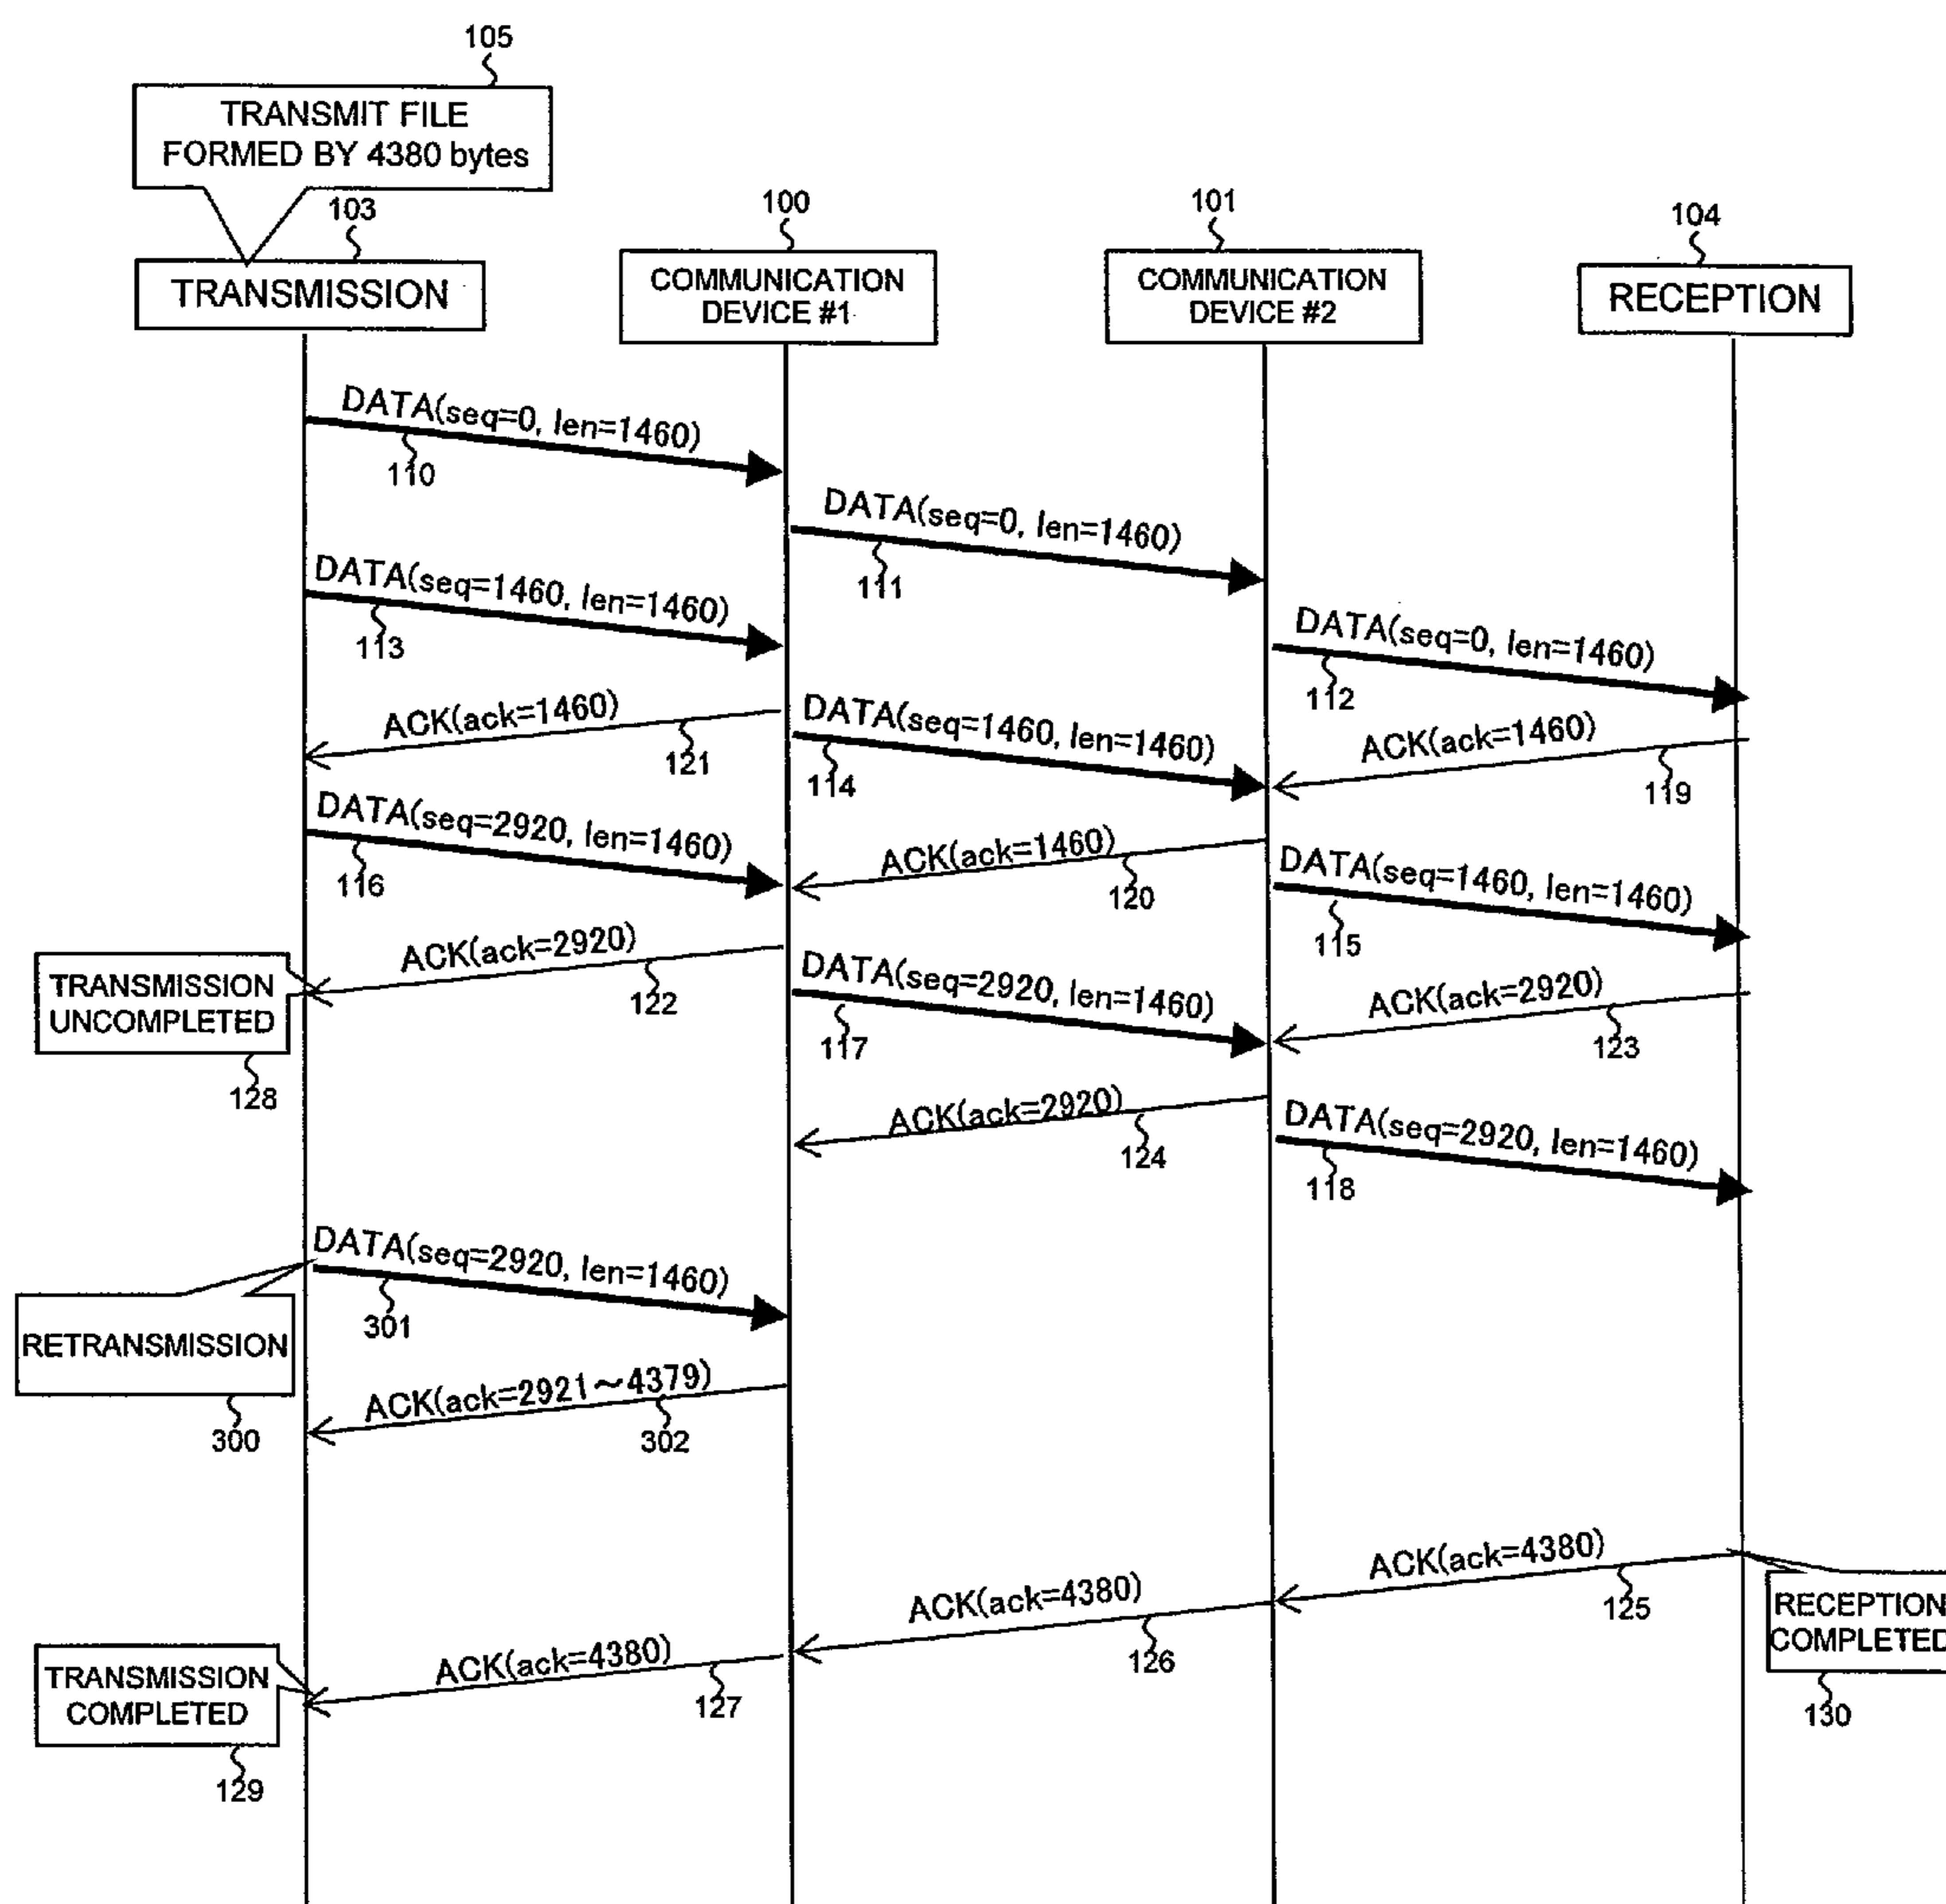 105
TRANSMIT FILE
FORMED BY 4380 bytes
103
100
101
104
TRANSMISSION
COMMUNICATION
DEVICE #1
COMMUNICATION
DEVICE #2
RECEPTION
DATA(seq=0, len=1460)
110
DATA(seq=0, len=1460)
111
DATA(seq=1460, len=1460)
113
DATA(seq=0, len=1460)
112
ACK(ack=1460)
121
DATA(seq=1460, len=1460)
114
ACK(ack=1460)
119
DATA(seq=2920, len=1460)
116
ACK(ack=1460)
120
DATA(seq=1460, len=1460)
115
TRANSMISSION
UNCOMPLETED
128
ACK(ack=2920)
122
DATA(seq=2920, len=1460)
117
ACK(ack=2920)
123
ACK(ack=2920)
124
DATA(seq=2920, len=1460)
118
DATA(seq=2920, len=1460)
301
RETRANSMISSION
300
ACK(ack=2921～4379)
302
ACK(ack=4380)
125
RECEPTION
COMPLETED
130
ACK(ack=4380)
126
ACK(ack=4380)
127
TRANSMISSION
COMPLETED
129